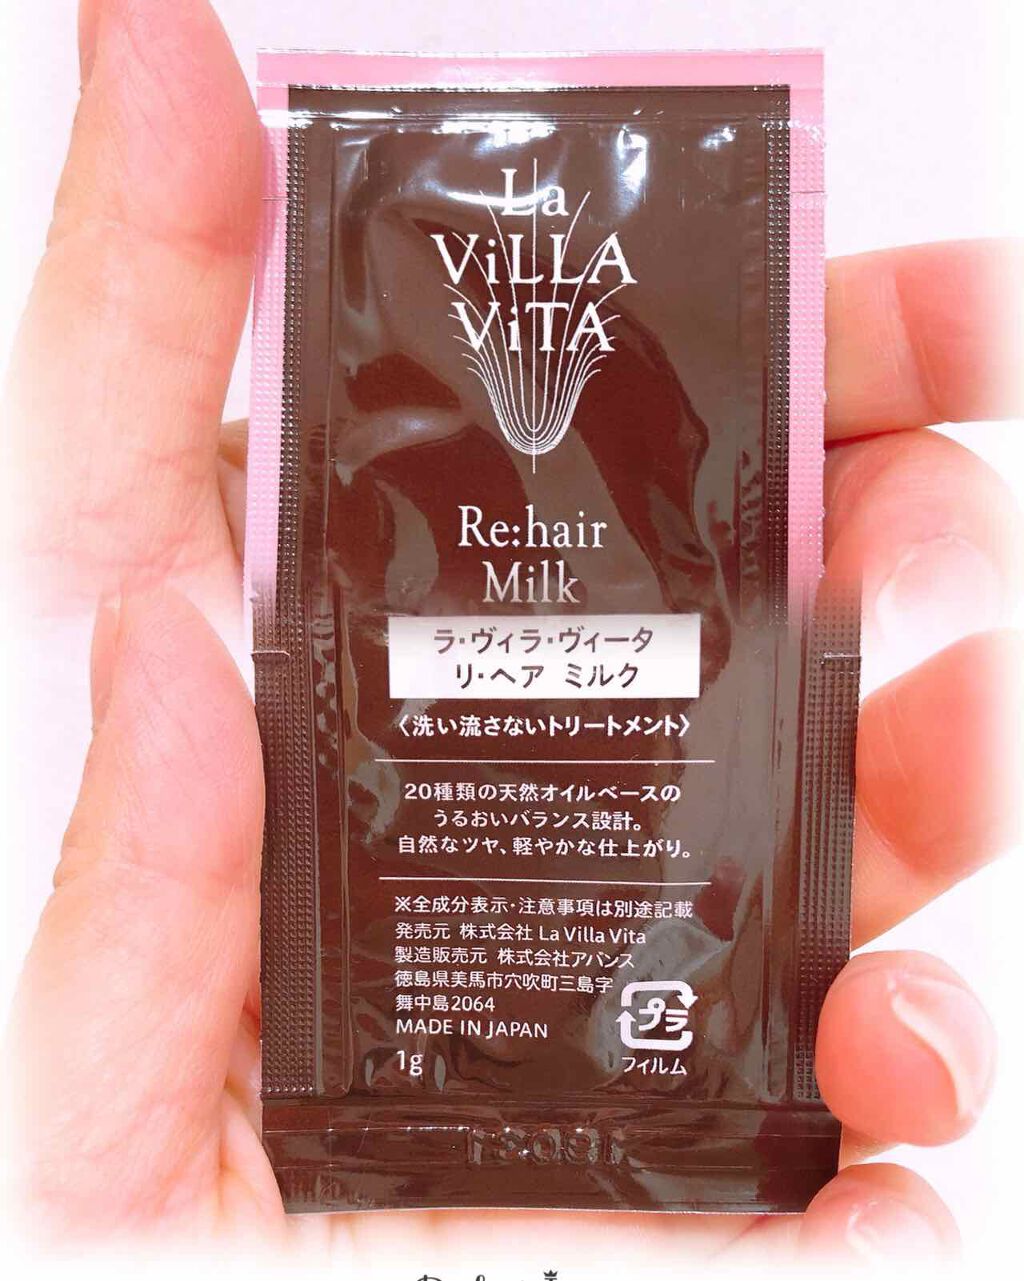 La
ViLLA
ViTA
Re:hair
Milk
ラ・ヴィラ・ヴィータ
リ・ヘア ミルク
〈洗い流さないトリートメント〉
20種類の天然オイルベースの
うるおいバランス設計。
自然なツヤ、軽やかな仕上がり。
※全成分表示・注意事項は別途記載
発売元 株式会社 La Villa Vita
製造販売元 株式会社アバンス
徳島県美馬市穴吹町三島字
舞中島2064
MADE IN JAPAN
1g
プラ
フィルム